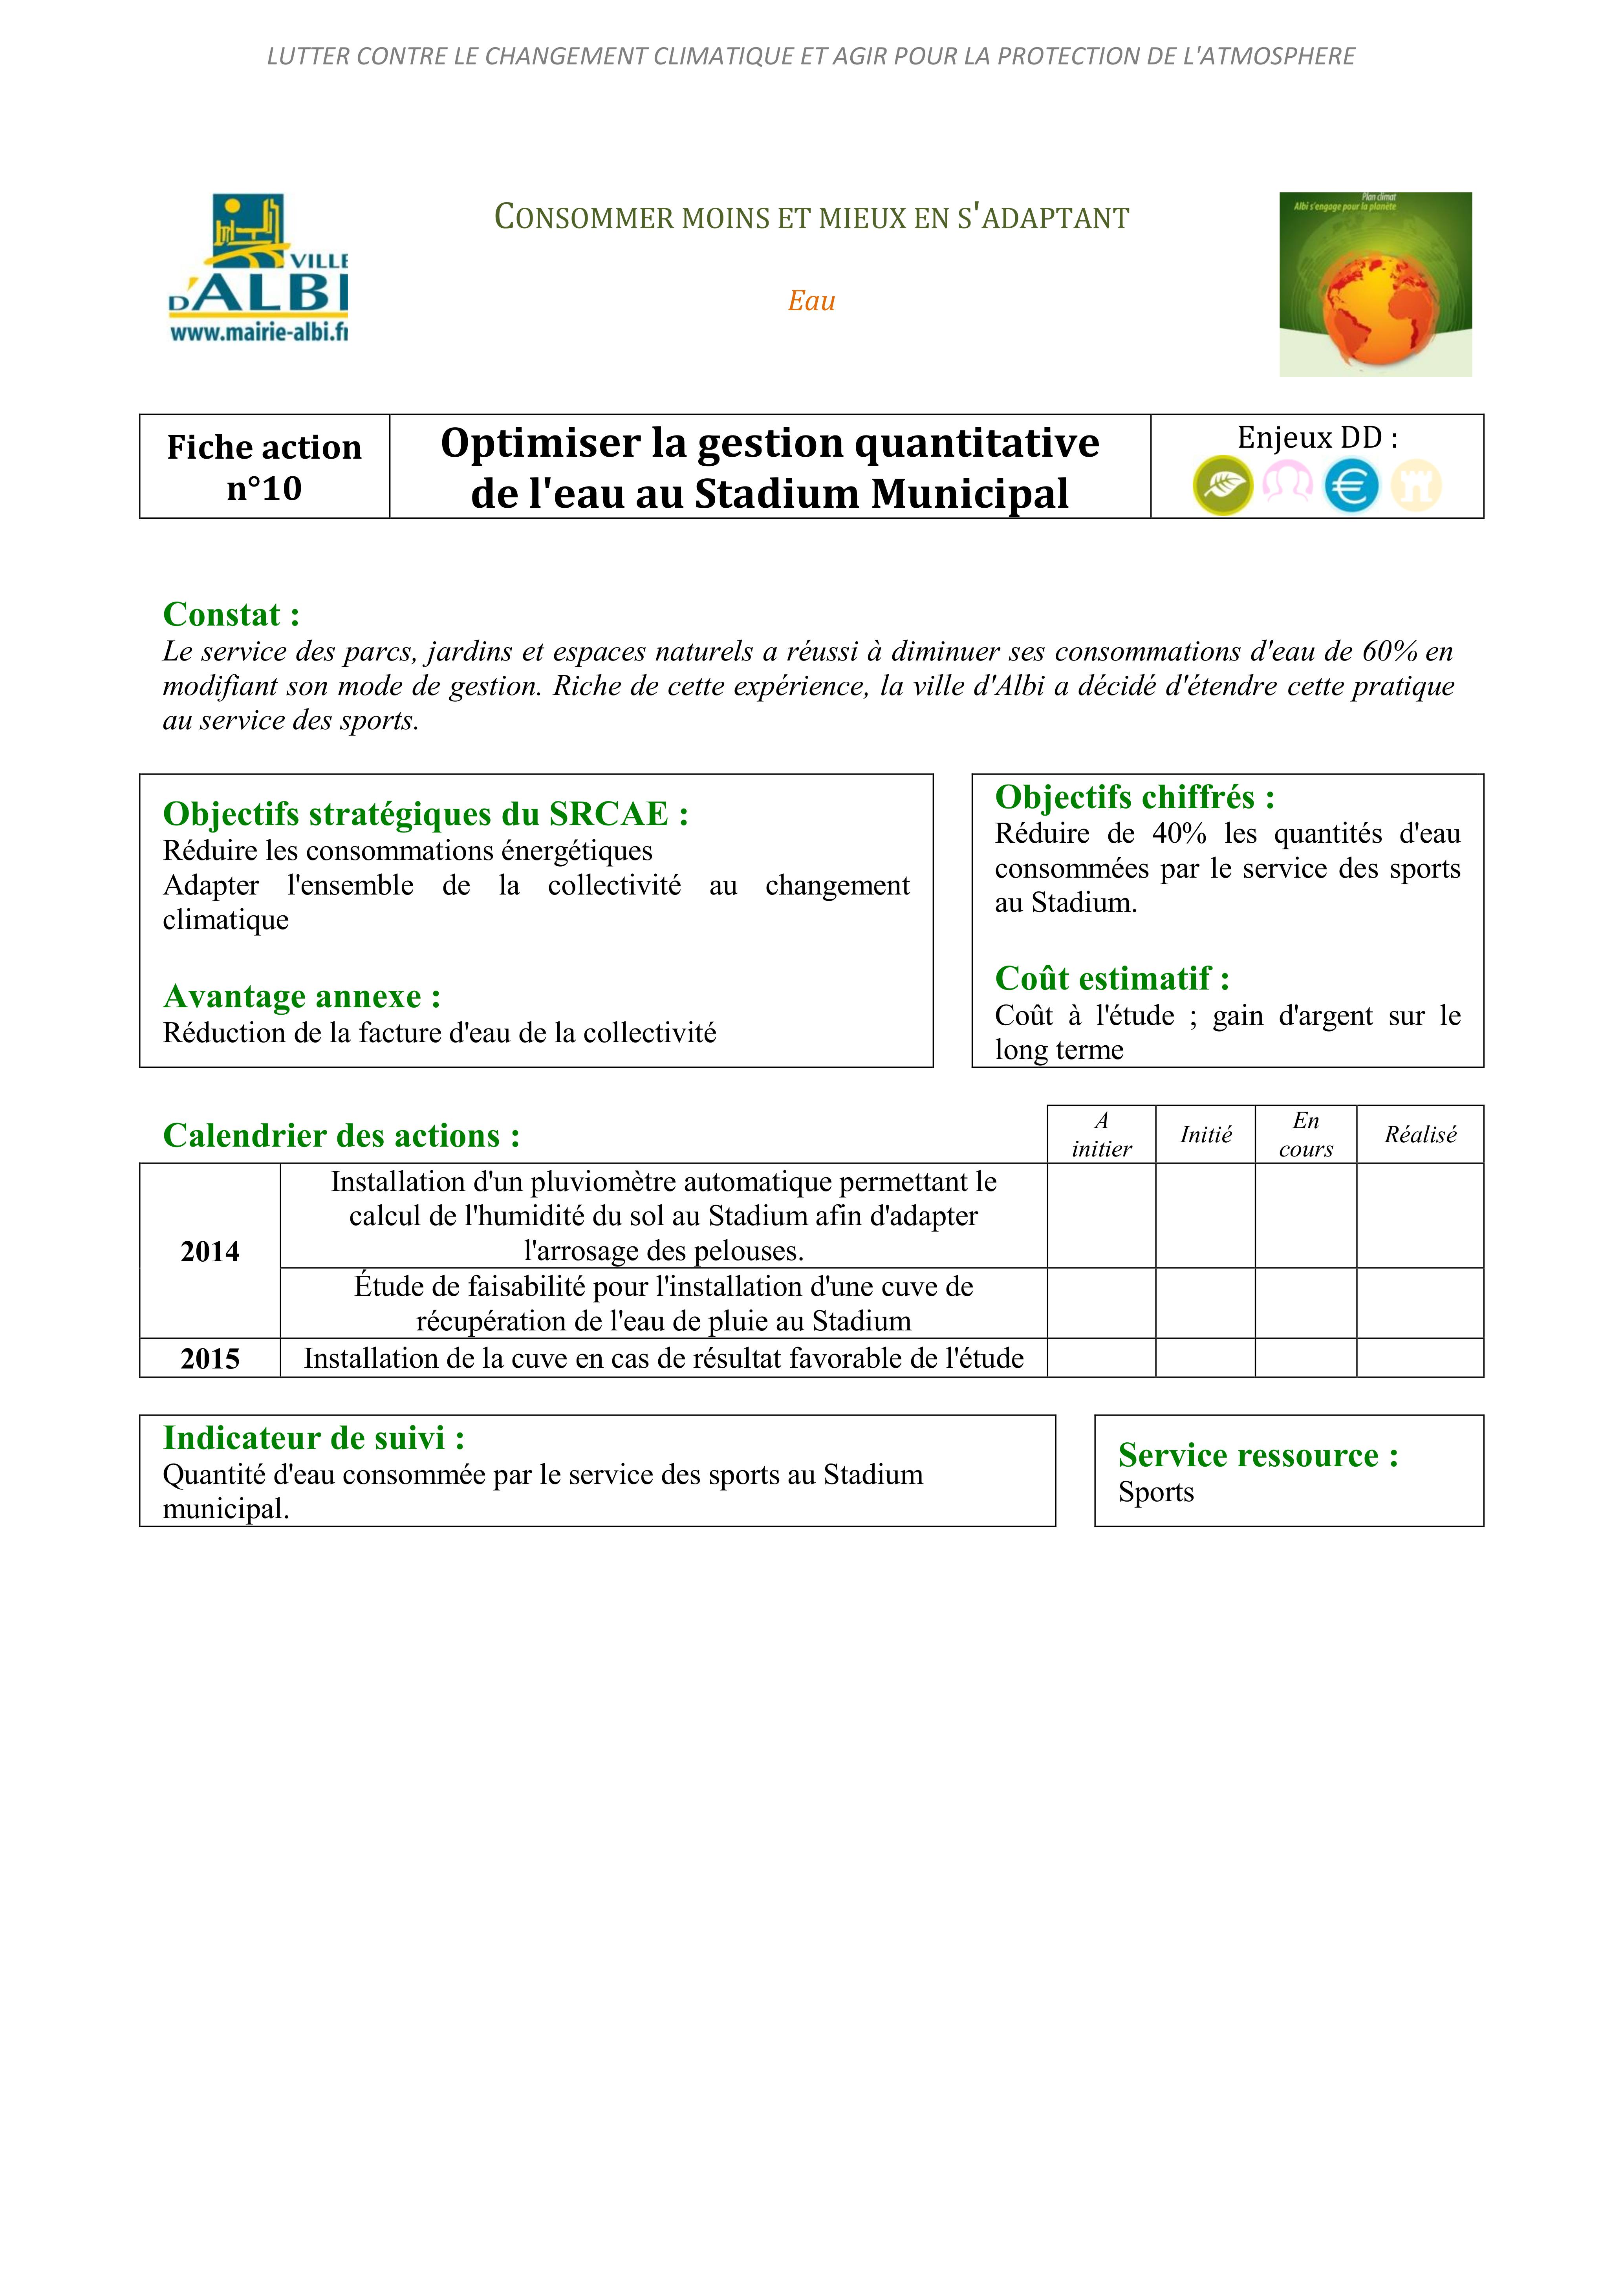 LUTTER CONTRE LE CHANGEMENT CLIMATIQUE ET AGIR POUR LA PROTECTION DE L'ATMOSPHERE
VILLE
D'ALBI
www.mairie-albi.fr
CONSOMMER MOINS ET MIEUX EN S'ADAPTANT
Eau
Plan climat
Albi s'engage pour la planète
Fiche action
n°10
Optimiser la gestion quantitative
de l'eau au Stadium Municipal
Enjeux DD :
€
Constat :
Le service des parcs, jardins et espaces naturels a réussi à diminuer ses consommations d'eau de 60% en
modifiant son mode de gestion. Riche de cette expérience, la ville d'Albi a décidé d'étendre cette pratique
au service des sports.
Objectifs stratégiques du SRCAE :
Réduire les consommations énergétiques
Adapter l'ensemble de la collectivité au changement
climatique
Avantage annexe :
Réduction de la facture d'eau de la collectivité
Objectifs chiffrés :
Réduire de 40% les quantités d'eau
consommées par le service des sports
au Stadium.
Coût estimatif :
Coût à l'étude ; gain d'argent sur le
long terme
Calendrier des actions :
A
initier
Initié
En
cours
Réalisé
2014
Installation d'un pluviomètre automatique permettant le
calcul de l'humidité du sol au Stadium afin d'adapter
l'arrosage des pelouses.
Étude de faisabilité pour l'installation d'une cuve de
récupération de l'eau de pluie au Stadium
2015
Installation de la cuve en cas de résultat favorable de l'étude
Indicateur de suivi :
Quantité d'eau consommée par le service des sports au Stadium
municipal.
Service ressource :
Sports